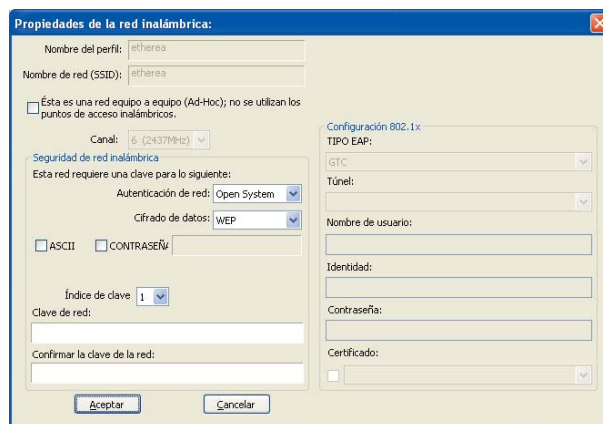 Propiedades de la red inalámbrica:
Nombre del perfil: etherea
Nombre de red (SSID): etherea
Ésta es una red equipo a equipo (Ad-Hoc); no se utilizan los
puntos de acceso inalámbricos.
Canal: 6 (2437MHz)
Seguridad de red inalámbrica
Esta red requiere una clave para lo siguiente:
Autenticación de red: Open System
Cifrado de datos: WEP
ASCII CONTRASEÑA
Índice de clave 1
Clave de red:
Confirmar la clave de la red:
Aceptar Cancelar
Configuración 802.1x
TIPO EAP:
GTC
Túnel:
Nombre de usuario:
Identidad:
Contraseña:
Certificado: